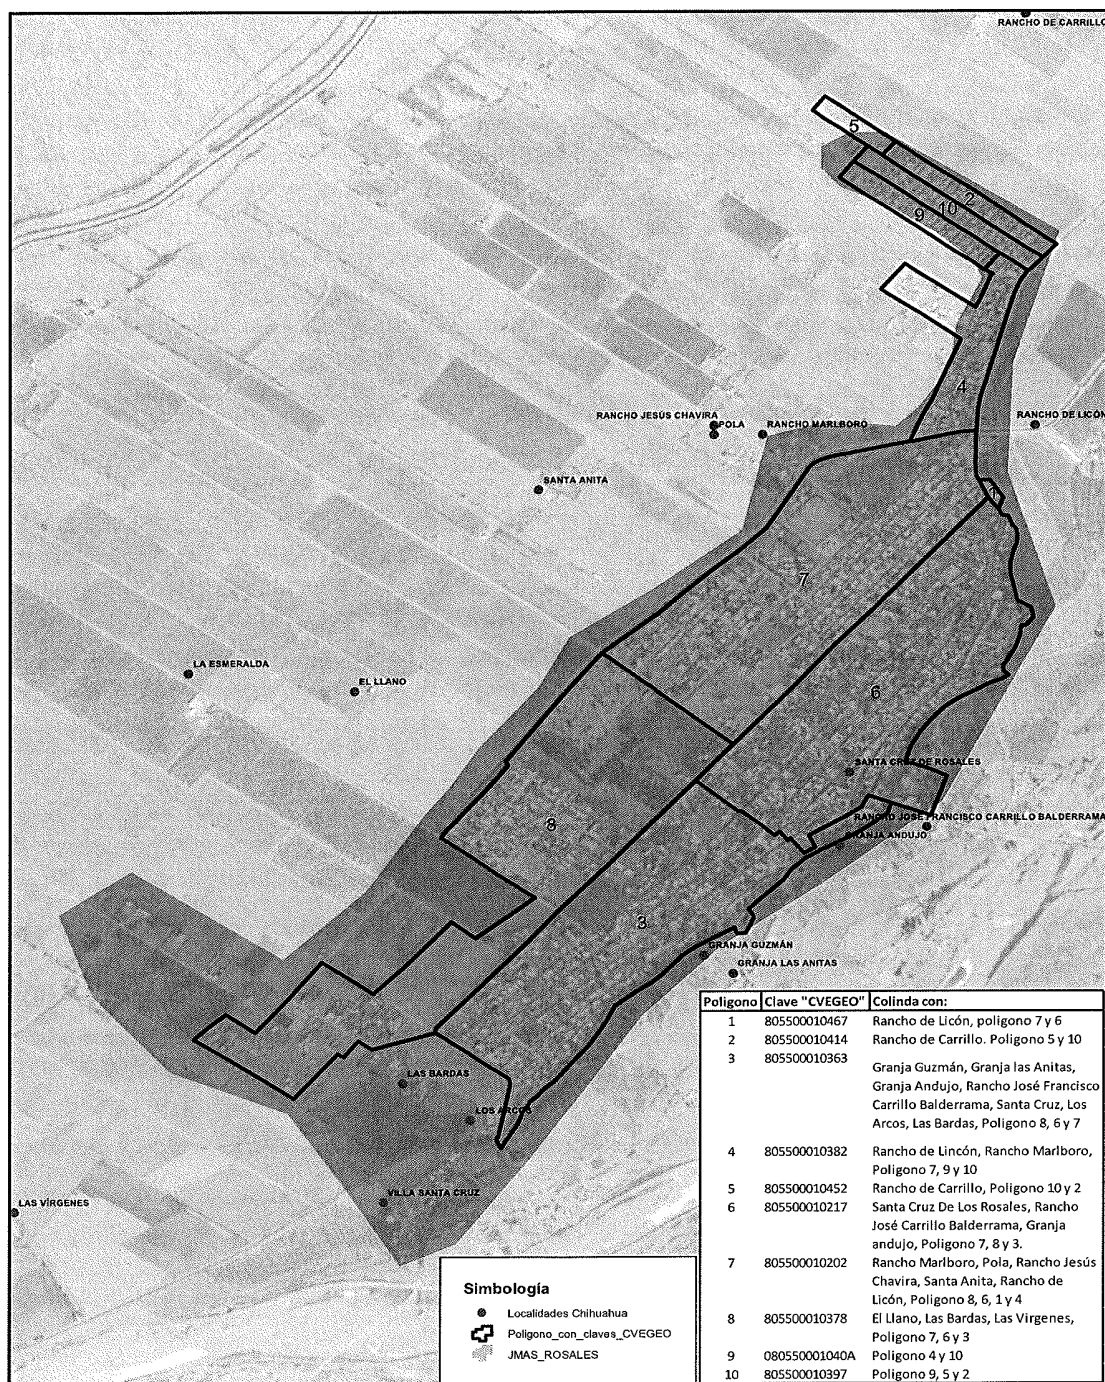 RANCHO DE CARRILLO
5
2
10
9
4
RANCHO JESÚS CHAVIRA
POLA
RANCHO MARLBORO
RANCHO DE LICÓN
SANTA ANITA
1
7
LA ESMERALDA
EL LLANO
6
SANTA CRUZ DE ROSALES
8
RANCHO JOSÉ FRANCISCO CARRILLO BALDERRAMA
GRANJA ANDUJO
3
GRANJA GUZMÁN
GRANJA LAS ANITAS
LAS BARDAS
LOS ARCOS
VILLA SANTA CRUZ
LAS VÍRGENES
Simbología
Localidades Chihuahua
Poligono_con_claves_CVEGEO
JMAS_ROSALES
Poligono Clave "CVEGEO" Colinda con:
1 805500010467 Rancho de Licón, poligono 7 y 6
2 805500010414 Rancho de Carrillo. Poligono 5 y 10
3 805500010363 Granja Guzmán, Granja las Anitas,
Granja Andujo, Rancho José Francisco
Carrillo Balderrama, Santa Cruz, Los
Arcos, Las Bardas, Poligono 8, 6 y 7
4 805500010382 Rancho de Lincón, Rancho Marlboro,
Poligono 7, 9 y 10
5 805500010452 Rancho de Carrillo, Poligono 10 y 2
6 805500010217 Santa Cruz De Los Rosales, Rancho
José Carrillo Balderrama, Granja
andujo, Poligono 7, 8 y 3.
7 805500010202 Rancho Marlboro, Pola, Rancho Jesús
Chavira, Santa Anita, Rancho de
Licón, Poligono 8, 6, 1 y 4
8 805500010378 El Llano, Las Bardas, Las Virgenes,
Poligono 7, 6 y 3
9 080550001040A Poligono 4 y 10
10 805500010397 Poligono 9, 5 y 2